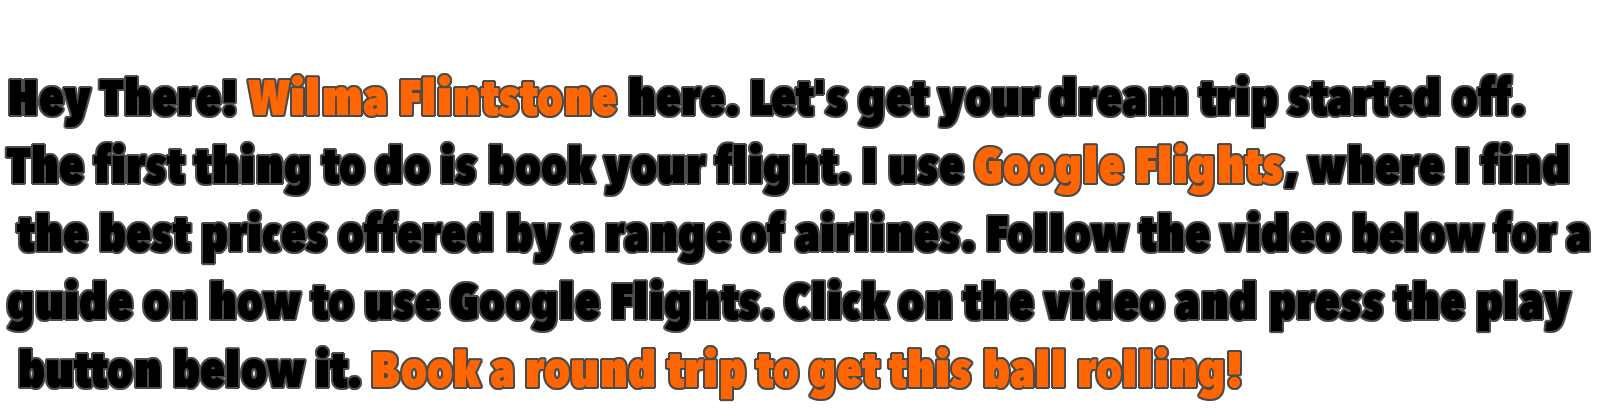 Hey There! Wilma Flintstone here. Let's get your dream trip started off.
The first thing to do is book your flight. I use Google Flights, where I find
the best prices offered by a range of airlines. Follow the video below for a
guide on how to use Google Flights. Click on the video and press the play
button below it. Book a round trip to get this ball rolling!